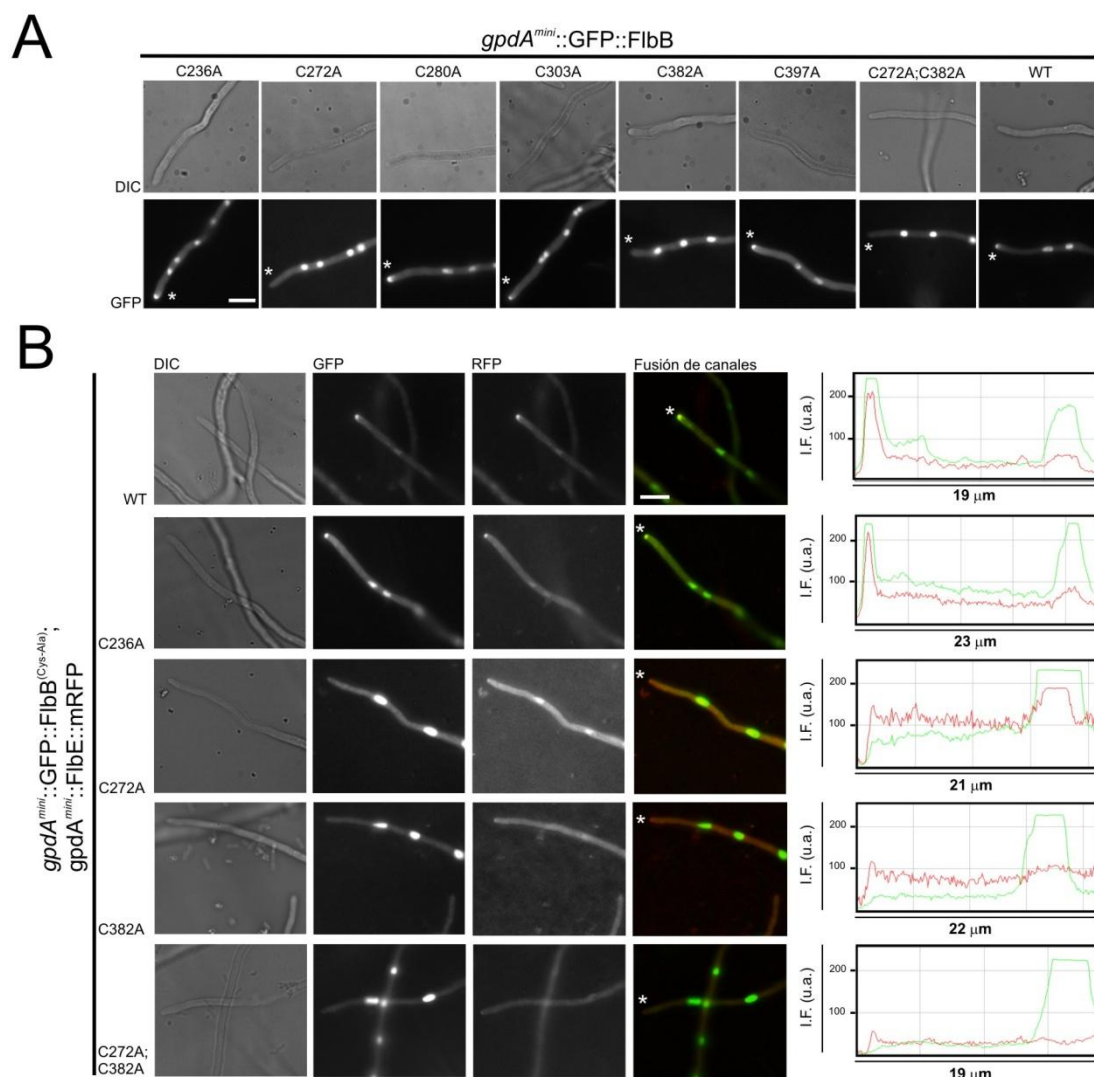 A
gpdAmini::GFP::FlbB
C236A C272A C280A C303A C382A C397A C272A;C382A WT
DIC
* * * * * * * *
GFP
B
DIC GFP RFP Fusión de canales
gpdAmini::GFP::FlbB(Cys-Ala);
gpdAmini::FlbE::mRFP
WT
*
I.F. (u.a.)
200
100
19 μm
C236A
*
I.F. (u.a.)
200
100
23 μm
C272A
*
I.F. (u.a.)
200
100
21 μm
C382A
*
I.F. (u.a.)
200
100
22 μm
C272A;
C382A
*
I.F. (u.a.)
200
100
19 μm